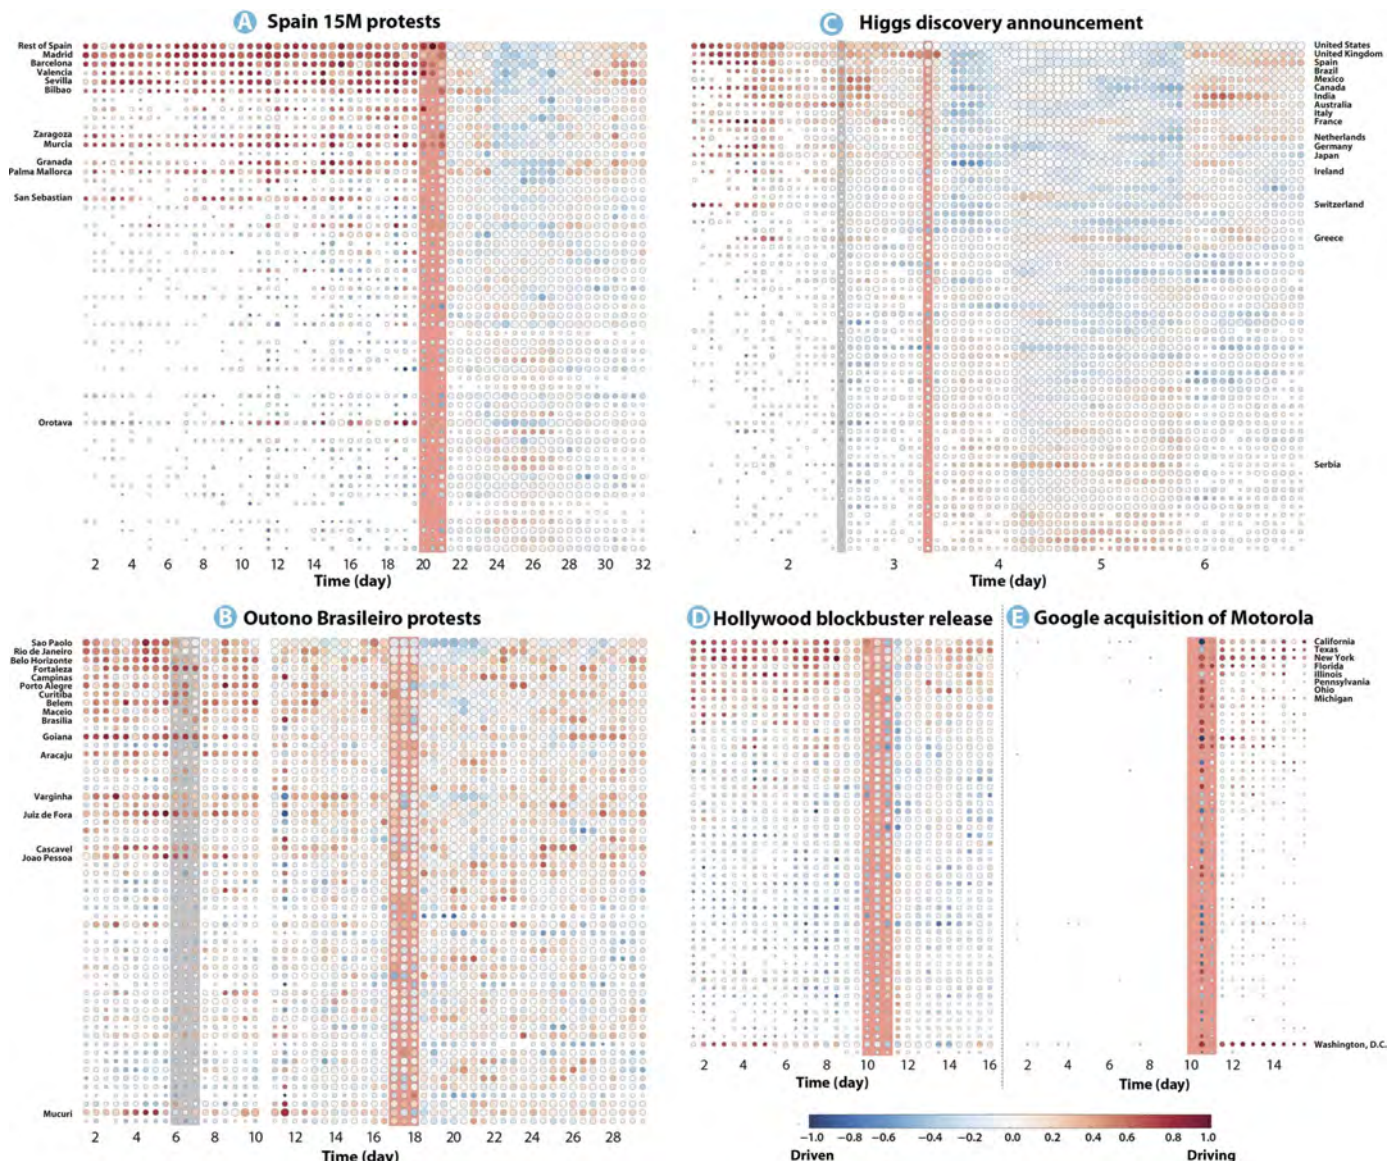 A Spain 15M protests
Rest of Spain
Madrid
Barcelona
Valencia
Sevilla
Bilbao
Zaragoza
Murcia
Granada
Palma Mallorca
San Sebastian
Orotava
2 4 6 8 10 12 14 16 18 20 22 24 26 28 30 32
Time (day)
C Higgs discovery announcement
United States
United Kingdom
Spain
Brazil
Mexico
Canada
India
Australia
Italy
France
Netherlands
Germany
Japan
Ireland
Switzerland
Greece
Serbia
2 3 4 5 6
Time (day)
B Outono Brasileiro protests
Sao Paolo
Rio de Janeiro
Belo Horizonte
Fortaleza
Campinas
Porto Alegre
Curitiba
Belem
Maceio
Brasilia
Goiana
Aracaju
Varginha
Juiz de Fora
Cascavel
Joao Pessoa
Mucuri
2 4 6 8 10 12 14 16 18 20 22 24 26 28
Time (day)
D Hollywood blockbuster release
2 4 6 8 10 12 14 16
Time (day)
E Google acquisition of Motorola
California
Texas
New York
Florida
Illinois
Pennsylvania
Ohio
Michigan
Washington, D.C.
2 4 6 8 10 12 14
Time (day)
−1.0 −0.8 −0.6 −0.4 −0.2 0.0 0.2 0.4 0.6 0.8 1.0
Driven Driving